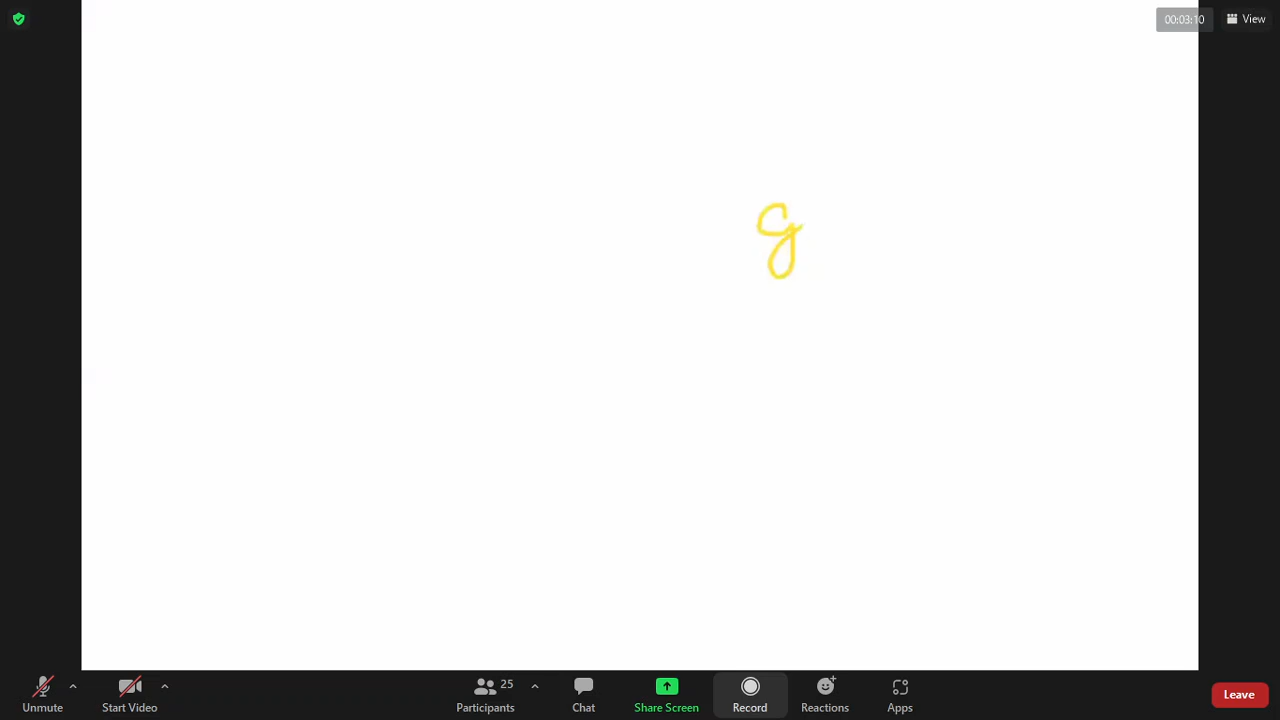 00:03:10
View
g
Unmute
Start Video
25
Participants
Chat
Share Screen
Record
Reactions
Apps
Leave